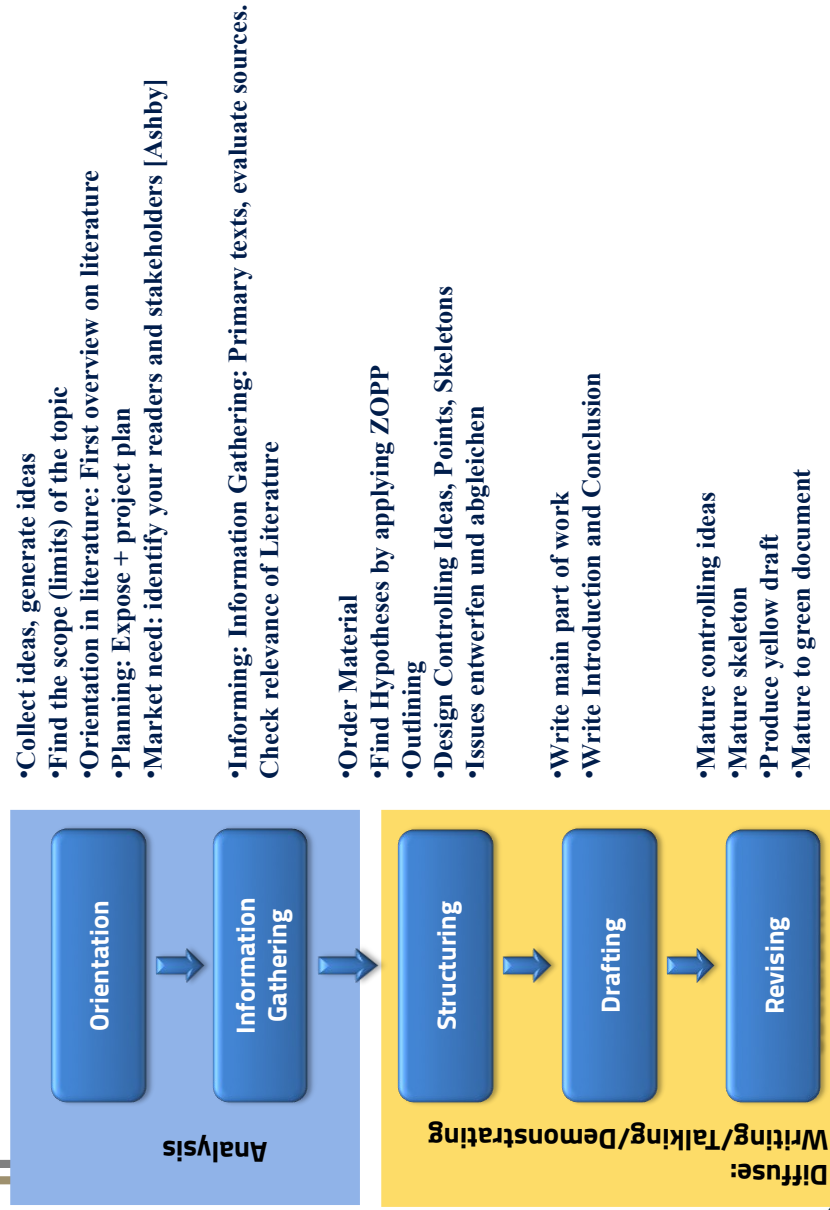 Analysis
Orientation
Information
Gathering
Diffuse:
Writing/Talking/Demonstrating
Structuring
Drafting
Revising
•Collect ideas, generate ideas
•Find the scope (limits) of the topic
•Orientation in literature: First overview on literature
•Planning: Expose + project plan
•Market need: identify your readers and stakeholders [Ashby]
•Informing: Information Gathering: Primary texts, evaluate sources.
Check relevance of Literature
•Order Material
•Find Hypotheses by applying ZOPP
•Outlining
•Design Controlling Ideas, Points, Skeletons
•Issues entwerfen und abgleichen
•Write main part of work
•Write Introduction and Conclusion
•Mature controlling ideas
•Mature skeleton
•Produce yellow draft
•Mature to green document